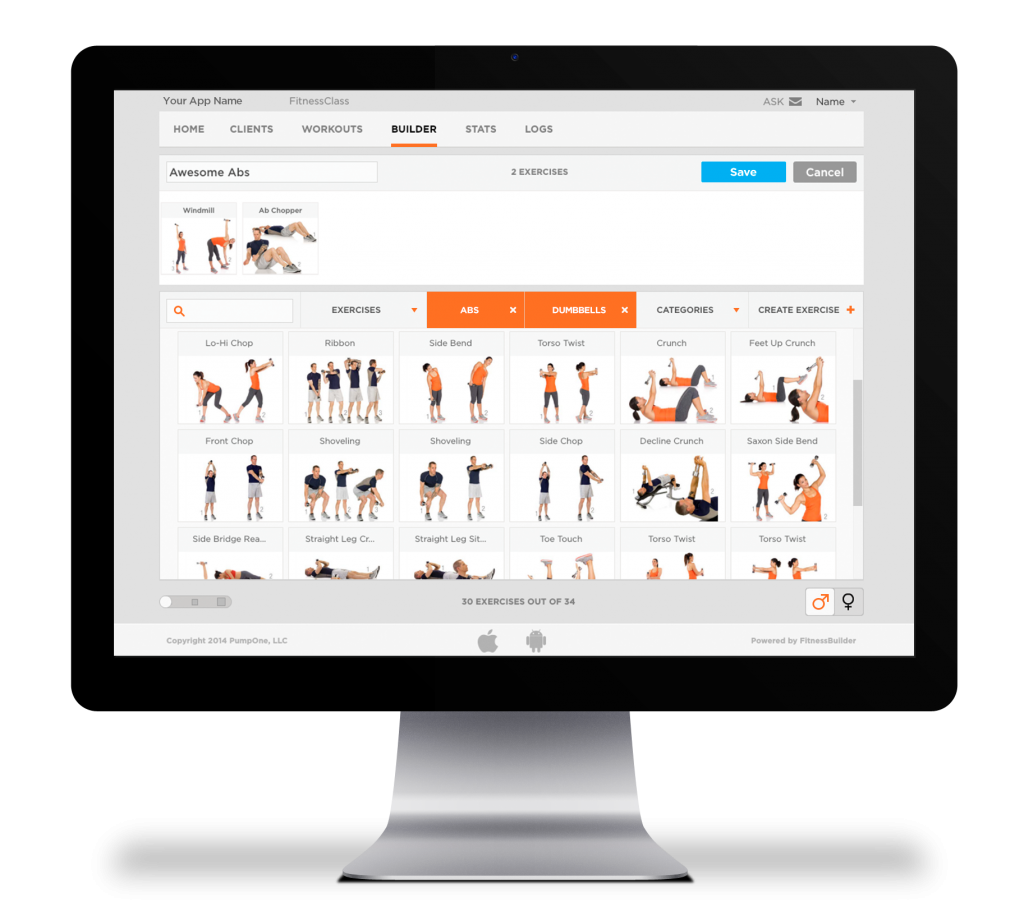 Your App Name FitnessClass ASK Name
HOME CLIENTS WORKOUTS BUILDER STATS LOGS
Awesome Abs 2 EXERCISES Save Cancel
Windmill Ab Chopper
EXERCISES ABS DUMBBELLS CATEGORIES CREATE EXERCISE
Lo-Hi Chop Ribbon Side Bend Torso Twist Crunch Feet Up Crunch
Front Chop Shoveling Shoveling Side Chop Decline Crunch Saxon Side Bend
Side Bridge Rea... Straight Leg Cr... Straight Leg Sit... Toe Touch Torso Twist Torso Twist
30 EXERCISES OUT OF 34
Copyright 2014 PumpOne, LLC Powered by FitnessBuilder